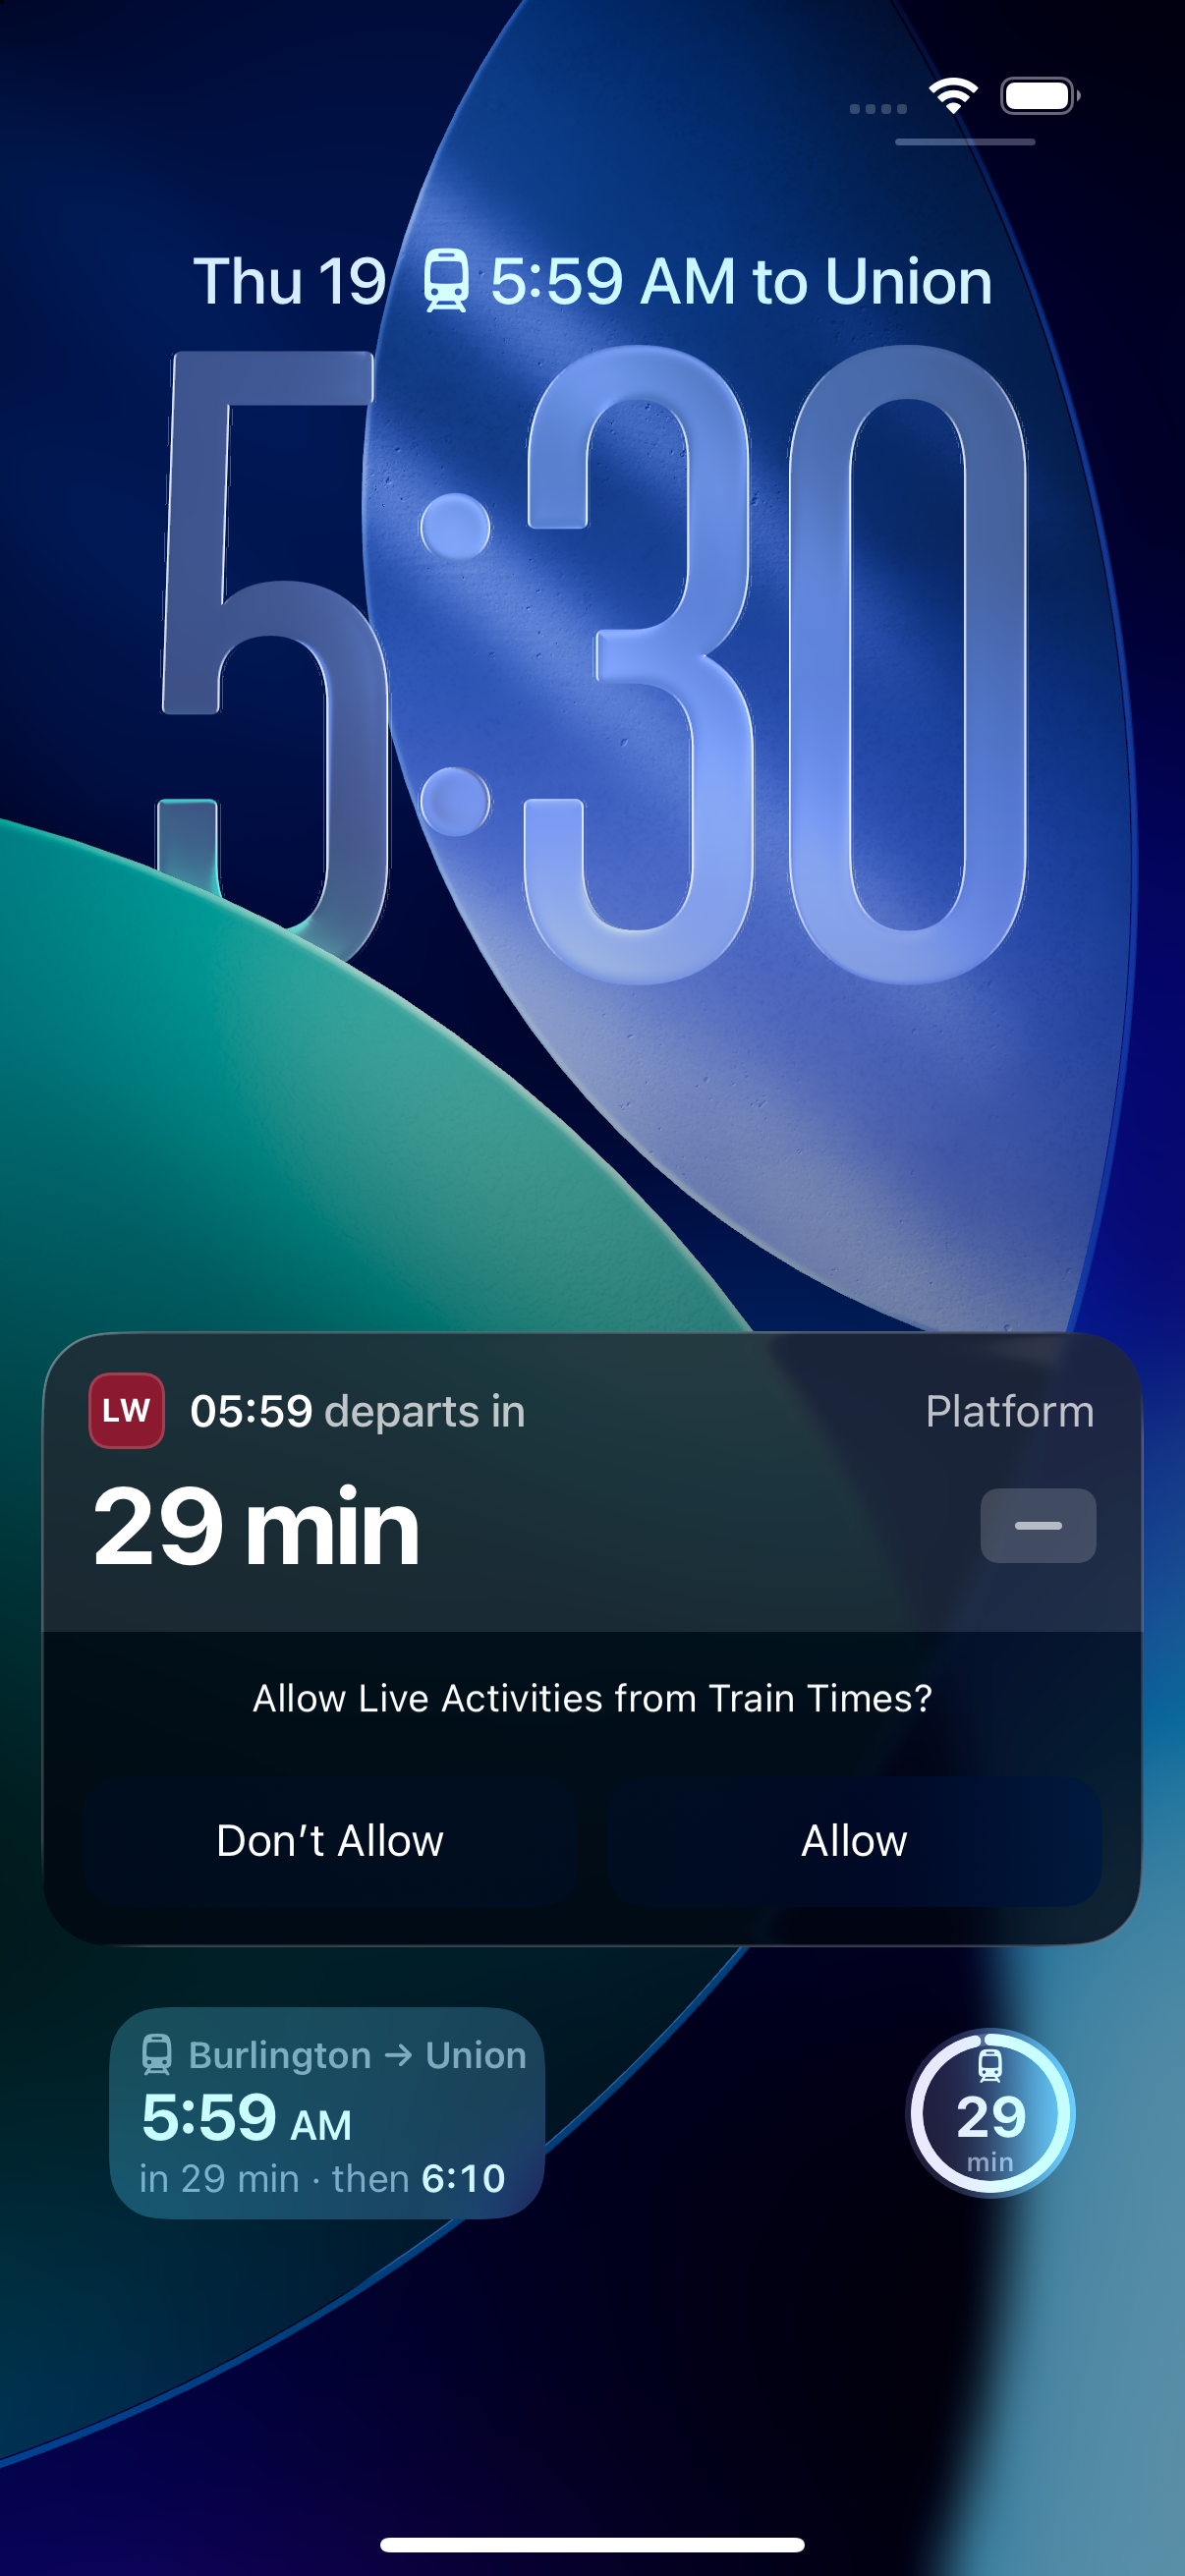 Thu 19 5:59 AM to Union
5:30
LW 05:59 departs in Platform
29 min —
Allow Live Activities from Train Times?
Don’t Allow Allow
Burlington → Union
5:59 AM
in 29 min · then 6:10
29
min